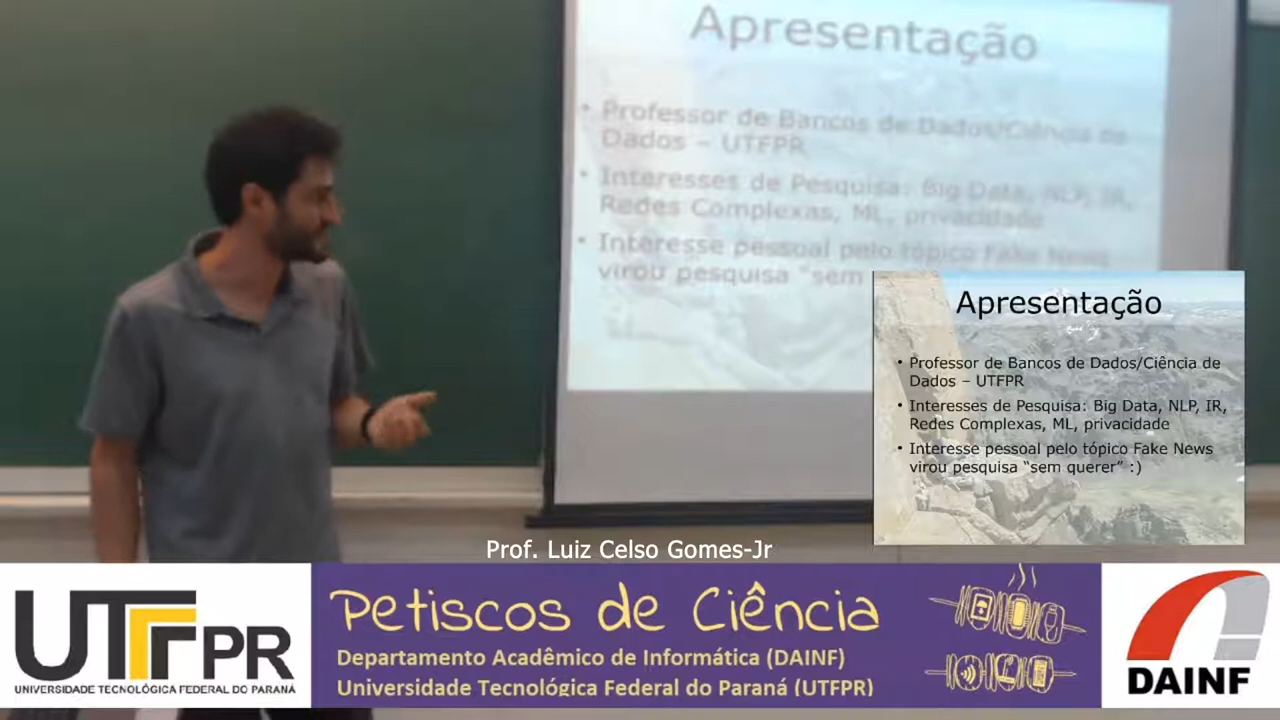 Apresentação
• Professor de Bancos de Dados/Ciência de
Dados – UTFPR
• Interesses de Pesquisa: Big Data, NLP, IR,
Redes Complexas, ML, privacidade
• Interesse pessoal pelo tópico Fake News
virou pesquisa "sem
Apresentação
• Professor de Bancos de Dados/Ciência de
Dados – UTFPR
• Interesses de Pesquisa: Big Data, NLP, IR,
Redes Complexas, ML, privacidade
• Interesse pessoal pelo tópico Fake News
virou pesquisa “sem querer” :)
Prof. Luiz Celso Gomes-Jr
UTFPR
UNIVERSIDADE TECNOLÓGICA FEDERAL DO PARANÁ
Petiscos de Ciência
Departamento Acadêmico de Informática (DAINF)
Universidade Tecnológica Federal do Paraná (UTFPR)
DAINF